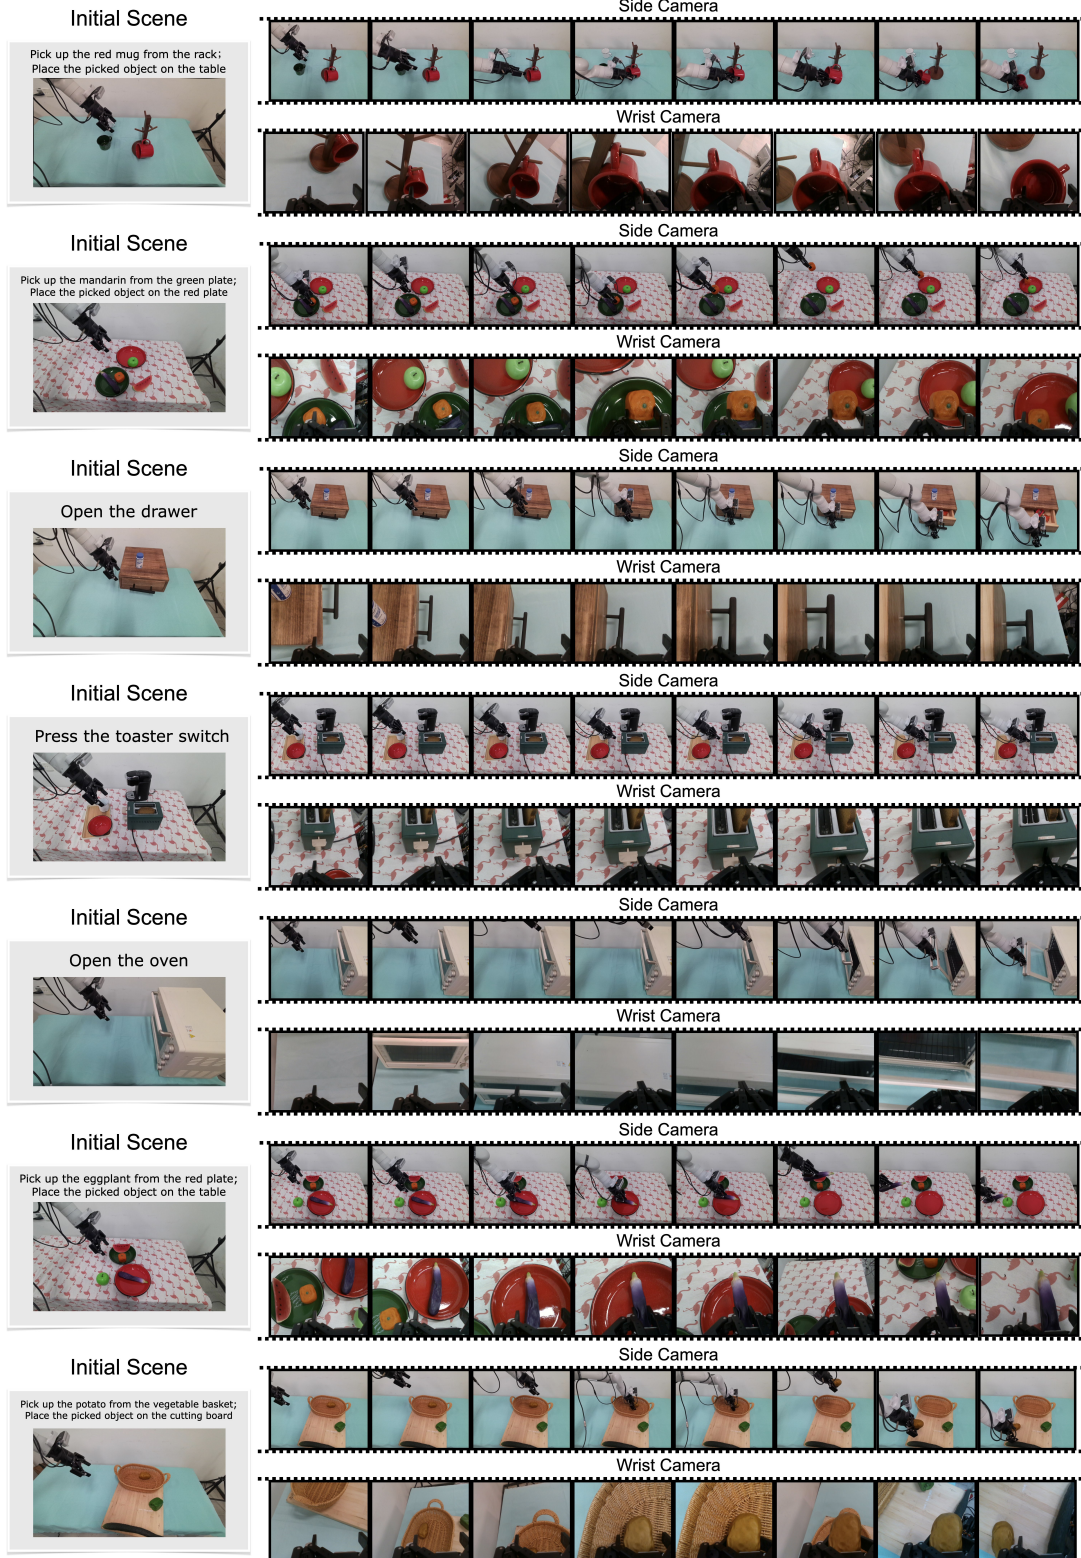 Initial Scene
Side Camera
Pick up the red mug from the rack;
Place the picked object on the table
Wrist Camera
Initial Scene
Side Camera
Pick up the mandarin from the green plate;
Place the picked object on the red plate
Wrist Camera
Initial Scene
Side Camera
Open the drawer
Wrist Camera
Initial Scene
Side Camera
Press the toaster switch
Wrist Camera
Initial Scene
Side Camera
Open the oven
Wrist Camera
Initial Scene
Side Camera
Pick up the eggplant from the red plate;
Place the picked object on the table
Wrist Camera
Initial Scene
Side Camera
Pick up the potato from the vegetable basket;
Place the picked object on the cutting board
Wrist Camera